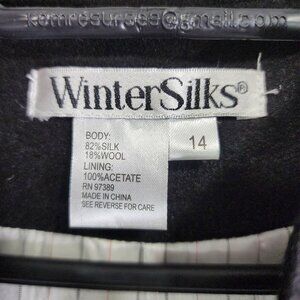 WinterSilks®
BODY:
82%SILK
18%WOOL
LINING:
100%ACETATE
RN 97389
MADE IN CHINA
SEE REVERSE FOR CARE
14